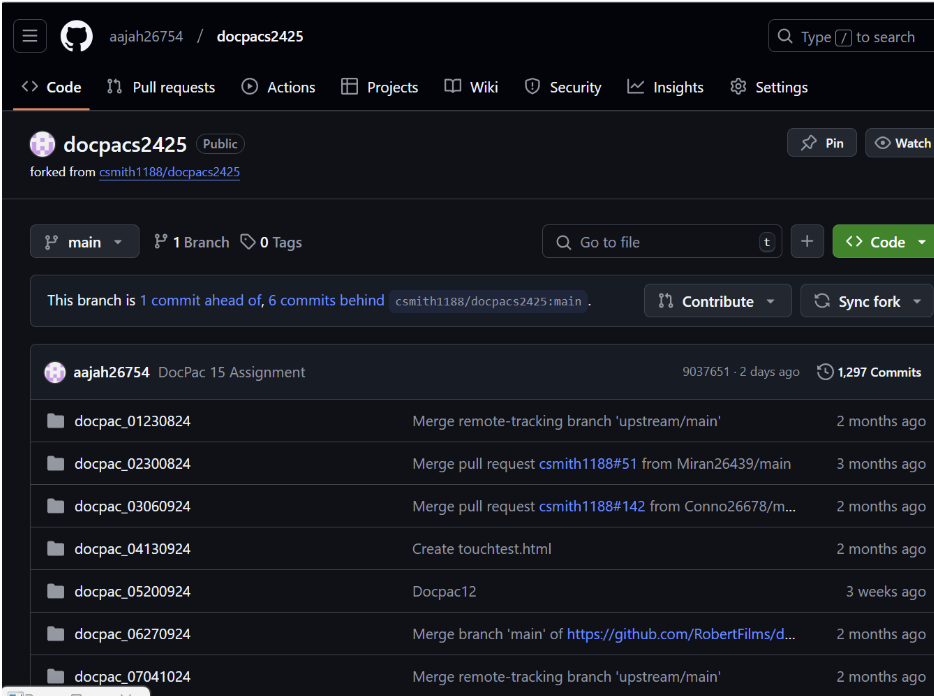 aajah26754 / docpacs2425 Type / to search
Code Pull requests Actions Projects Wiki Security Insights Settings
docpacs2425 Public Pin Watch
forked from csmith1188/docpacs2425
main 1 Branch 0 Tags Go to file t + Code
This branch is 1 commit ahead of, 6 commits behind csmith1188/docpacs2425:main . Contribute Sync fork
aajah26754 DocPac 15 Assignment 9037651 · 2 days ago 1,297 Commits
docpac_01230824 Merge remote-tracking branch 'upstream/main' 2 months ago
docpac_02300824 Merge pull request csmith1188#51 from Miran26439/main 3 months ago
docpac_03060924 Merge pull request csmith1188#142 from Conno26678/m... 2 months ago
docpac_04130924 Create touchtest.html 2 months ago
docpac_05200924 Docpac12 3 weeks ago
docpac_06270924 Merge branch 'main' of https://github.com/RobertFilms/d... 2 months ago
docpac_07041024 Merge remote-tracking branch 'upstream/main' 2 months ago